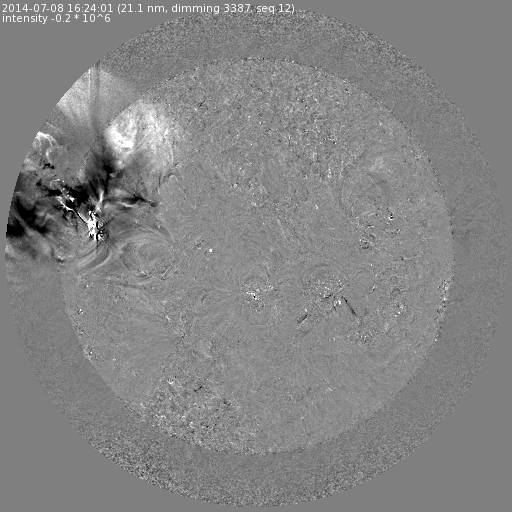 2014-07-08 16:24:01 (21.1 nm, dimming 3387, seq 12)
intensity -0.2 * 10^6